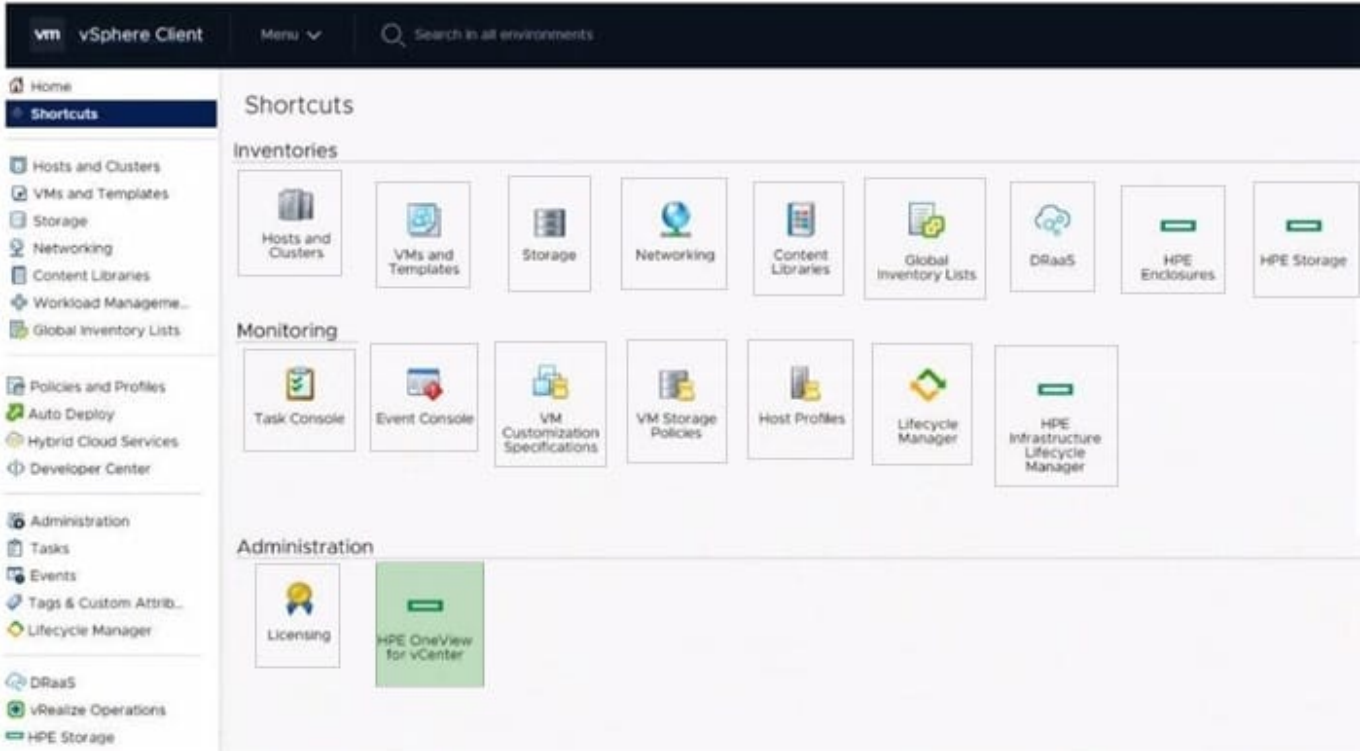 vm vSphere Client Menu Search in all environments
Home
Shortcuts
Hosts and Clusters
VMs and Templates
Storage
Networking
Content Libraries
Workload Manageme...
Global Inventory Lists
Policies and Profiles
Auto Deploy
Hybrid Cloud Services
Developer Center
Administration
Tasks
Events
Tags & Custom Attrib...
Lifecycle Manager
DRaaS
vRealize Operations
HPE Storage
Shortcuts
Inventories
Hosts and
Clusters
VMs and
Templates
Storage
Networking
Content
Libraries
Global
Inventory Lists
DRaaS
HPE
Enclosures
HPE Storage
Monitoring
Task Console
Event Console
VM
Customization
Specifications
VM Storage
Policies
Host Profiles
Lifecycle
Manager
HPE
Infrastructure
Lifecycle
Manager
Administration
Licensing
HPE OneView
for vCenter